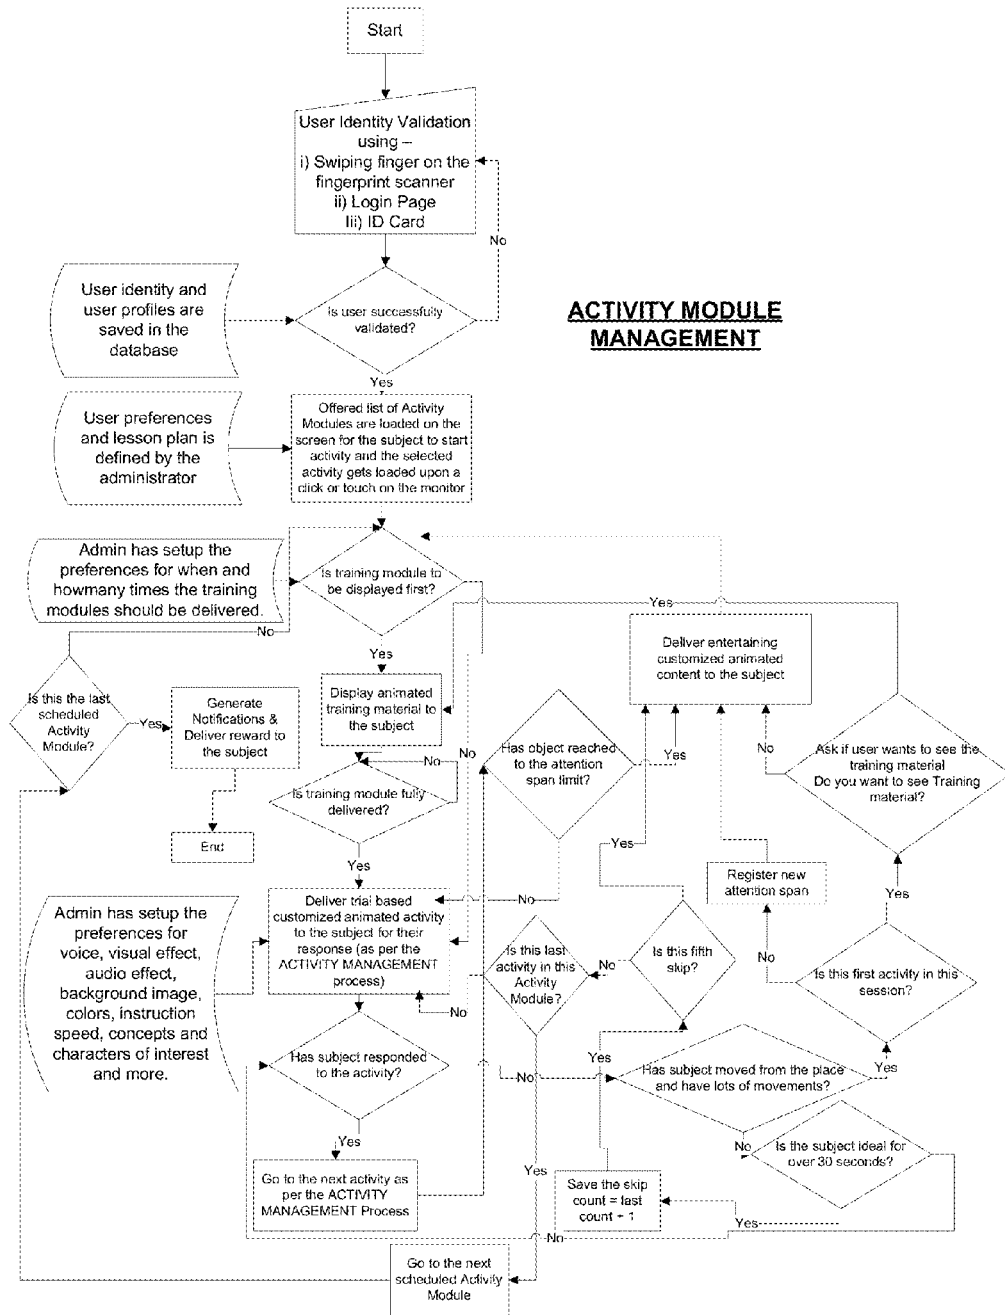 Start
User Identity Validation
using –
i) Swiping finger on the
fingerprint scanner
ii) Login Page
Iii) ID Card
No
User identity and
user profiles are
saved in the
database
Is user successfully
validated?
ACTIVITY MODULE
MANAGEMENT
Yes
User preferences
and lesson plan is
defined by the
administrator
Offered list of Activity
Modules are loaded on the
screen for the subject to start
activity and the selected
activity gets loaded upon a
click or touch on the monitor
Admin has setup the
preferences for when and
howmany times the training
modules should be delivered.
Is training module to
be displayed first?
Yes
No
Yes
Deliver entertaining
customized animated
content to the subject
Is this the last
scheduled
Activity
Module?
Yes
Generate
Notifications &
Deliver reward to
the subject
Display animated
training material to
the subject
No
Has object reached
to the attention
span limit?
Yes
No
Ask if user wants to see the
training material
Do you want to see Training
material?
No
Is training module fully
delivered?
End
Yes
Yes
Register new
attention span
Yes
No
Admin has setup the
preferences for
voice, visual effect,
audio effect,
background image,
colors, instruction
speed, concepts and
characters of interest
and more.
Deliver trial based
customized animated activity
to the subject for their
response (as per the
ACTIVITY MANAGEMENT
process)
Is this last
activity in this
Activity
Module?
No
Is this fifth
skip?
No
Is this first activity in this
session?
No
Has subject responded
to the activity?
Yes
No
Has subject moved from the place
and have lots of movements?
Yes
Yes
No
Is the subject ideal for
over 30 seconds?
Go to the next activity as
per the ACTIVITY
MANAGEMENT Process
Yes
Save the skip
count = last
count + 1
Yes
No
Go to the next
scheduled Activity
Module